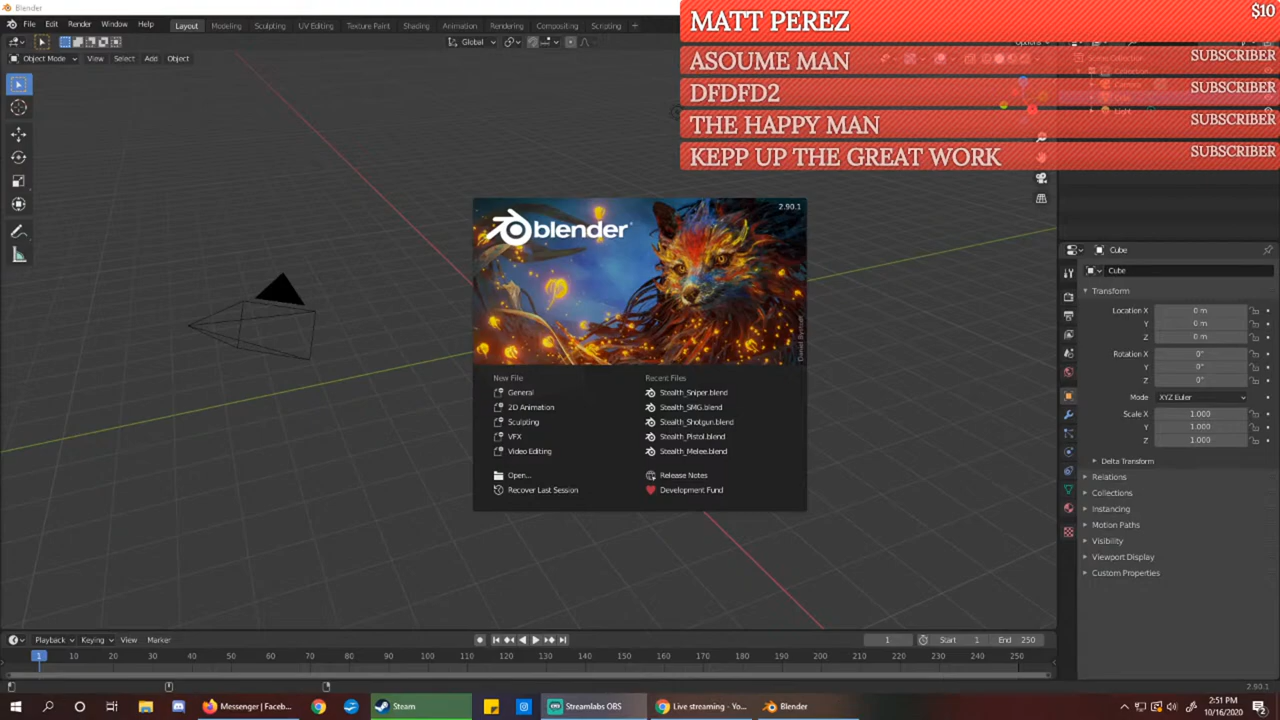 Blender
File Edit Render Window Help Layout Modeling Sculpting UV Editing Texture Paint Shading Animation Rendering Compositing Scripting
Global
Options
Object Mode View Select Add Object
MATT PEREZ $10
ASOUME MAN SUBSCRIBER
DFDFD2 SUBSCRIBER
THE HAPPY MAN SUBSCRIBER
KEPP UP THE GREAT WORK SUBSCRIBER
blender
2.90.1
Daniel Bystedt
New File
General
2D Animation
Sculpting
VFX
Video Editing
Open...
Recover Last Session
Recent Files
Stealth_Sniper.blend
Stealth_SMG.blend
Stealth_Shotgun.blend
Stealth_Pistol.blend
Stealth_Melee.blend
Release Notes
Development Fund
Cube
Cube
Transform
Location X 0 m
Y 0 m
Z 0 m
Rotation X 0°
Y 0°
Z 0°
Mode XYZ Euler
Scale X 1.000
Y 1.000
Z 1.000
Delta Transform
Relations
Collections
Instancing
Motion Paths
Visibility
Viewport Display
Custom Properties
Playback Keying View Marker 1 Start 1 End 250
1 10 20 30 40 50 60 70 80 90 100 110 120 130 140 150 160 170 180 190 200 210 220 230 240 250
2.90.1
Messenger | Faceb... Steam Streamlabs OBS Live streaming - Yo... Blender
2:51 PM
10/16/2020
2